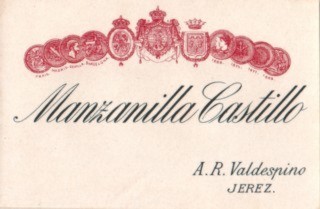 Manzanilla Castillo
A. R. Valdespino
JEREZ.